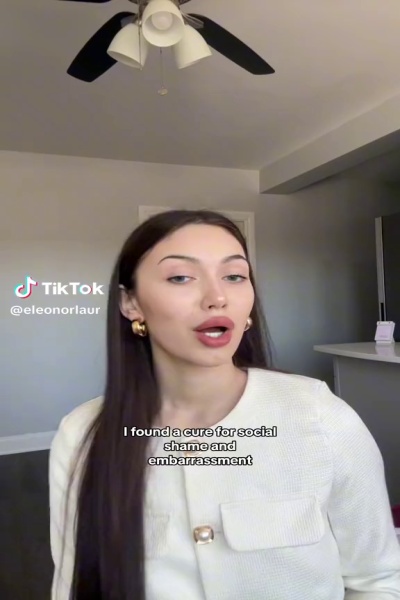 TikTok
@eleonorlaur
I found a cure for social
shame and
embarrassment